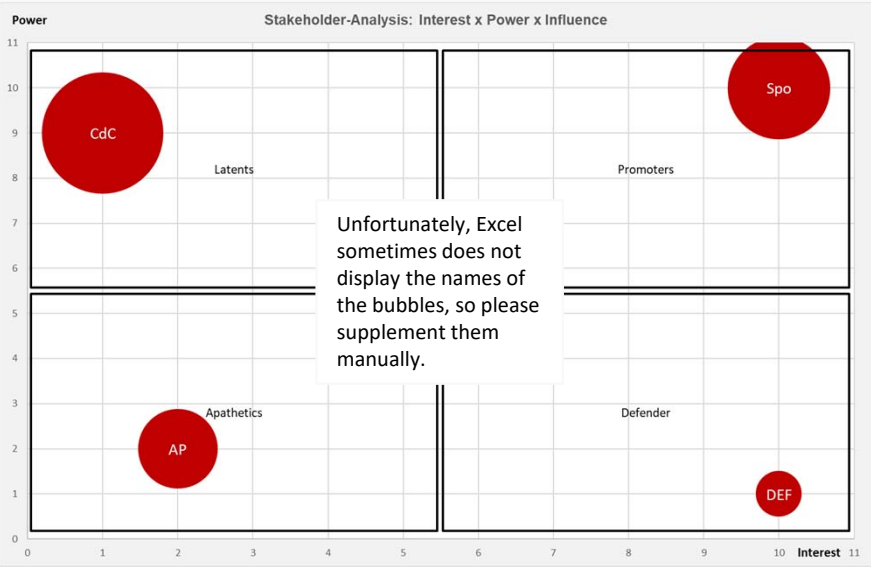 Power
Stakeholder-Analysis: Interest x Power x Influence
11
10
Spo
9
CdC
Latents
Promoters
8
7
Unfortunately, Excel
sometimes does not
display the names of
the bubbles, so please
supplement them
manually.
6
5
4
3
Apathetics
Defender
2
AP
1
DEF
0
0 1 2 3 4 5 6 7 8 9 10 Interest 11